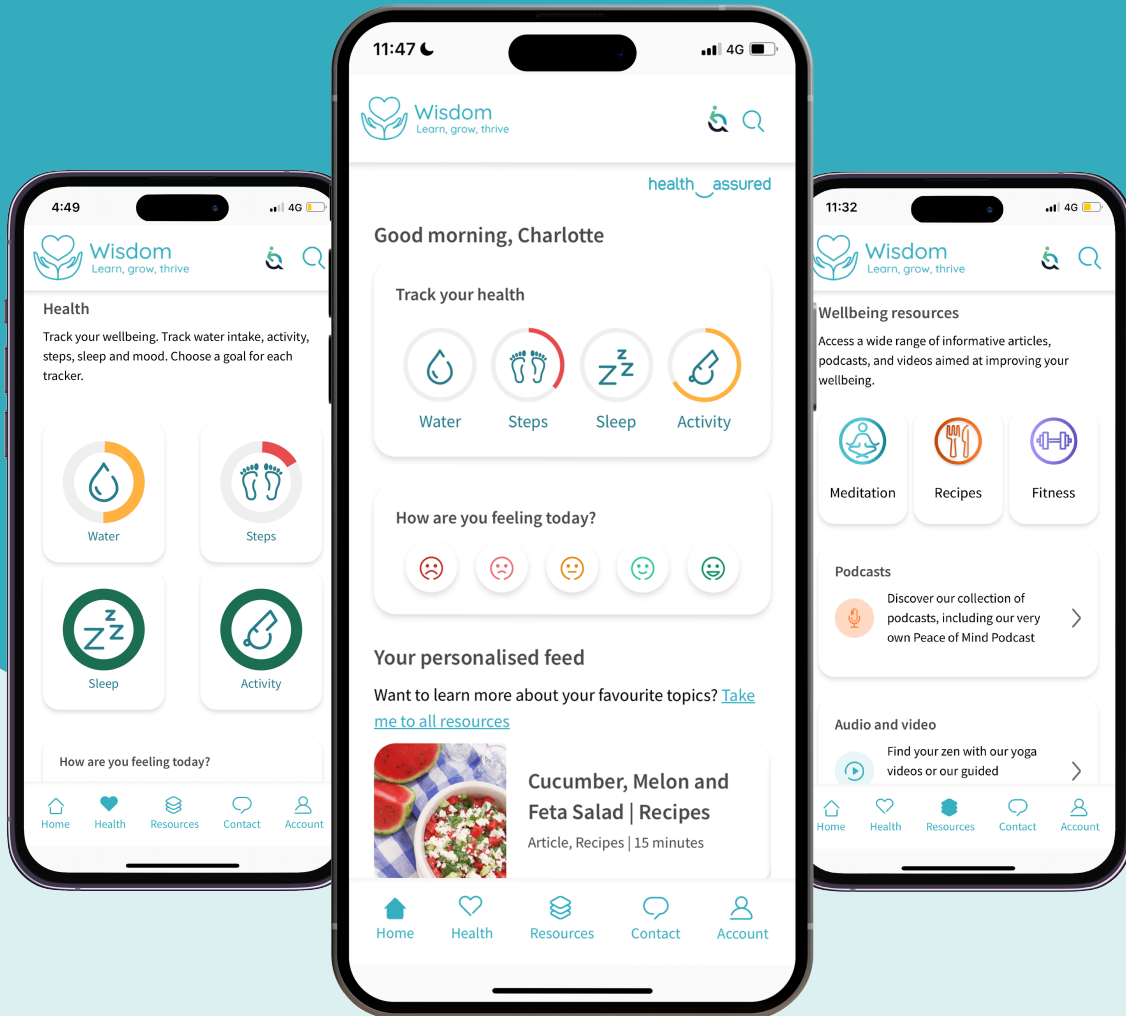 4:49
4G
Wisdom
Learn, grow, thrive
Health
Track your wellbeing. Track water intake, activity,
steps, sleep and mood. Choose a goal for each
tracker.
Water
Steps
Sleep
Activity
How are you feeling today?
Home
Health
Resources
Contact
Account
11:47
4G
Wisdom
Learn, grow, thrive
health assured
Good morning, Charlotte
Track your health
Water
Steps
Sleep
Activity
How are you feeling today?
Your personalised feed
Want to learn more about your favourite topics? Take
me to all resources
Cucumber, Melon and
Feta Salad | Recipes
Article, Recipes | 15 minutes
Home
Health
Resources
Contact
Account
11:32
4G
Wisdom
Learn, grow, thrive
Wellbeing resources
Access a wide range of informative articles,
podcasts, and videos aimed at improving your
wellbeing.
Meditation
Recipes
Fitness
Podcasts
Discover our collection of
podcasts, including our very
own Peace of Mind Podcast
Audio and video
Find your zen with our yoga
videos or our guided
Home
Health
Resources
Contact
Account